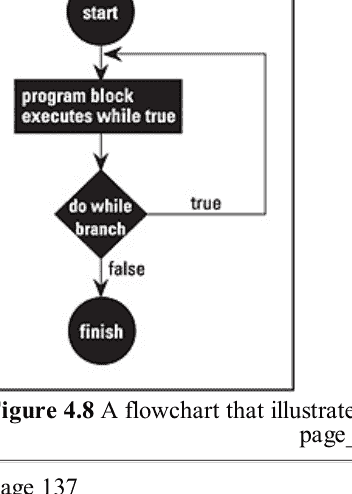 start
program block
executes while true
do while
branch
true
false
finish
igure 4.8 A flowchart that illustrate
page_
age 137